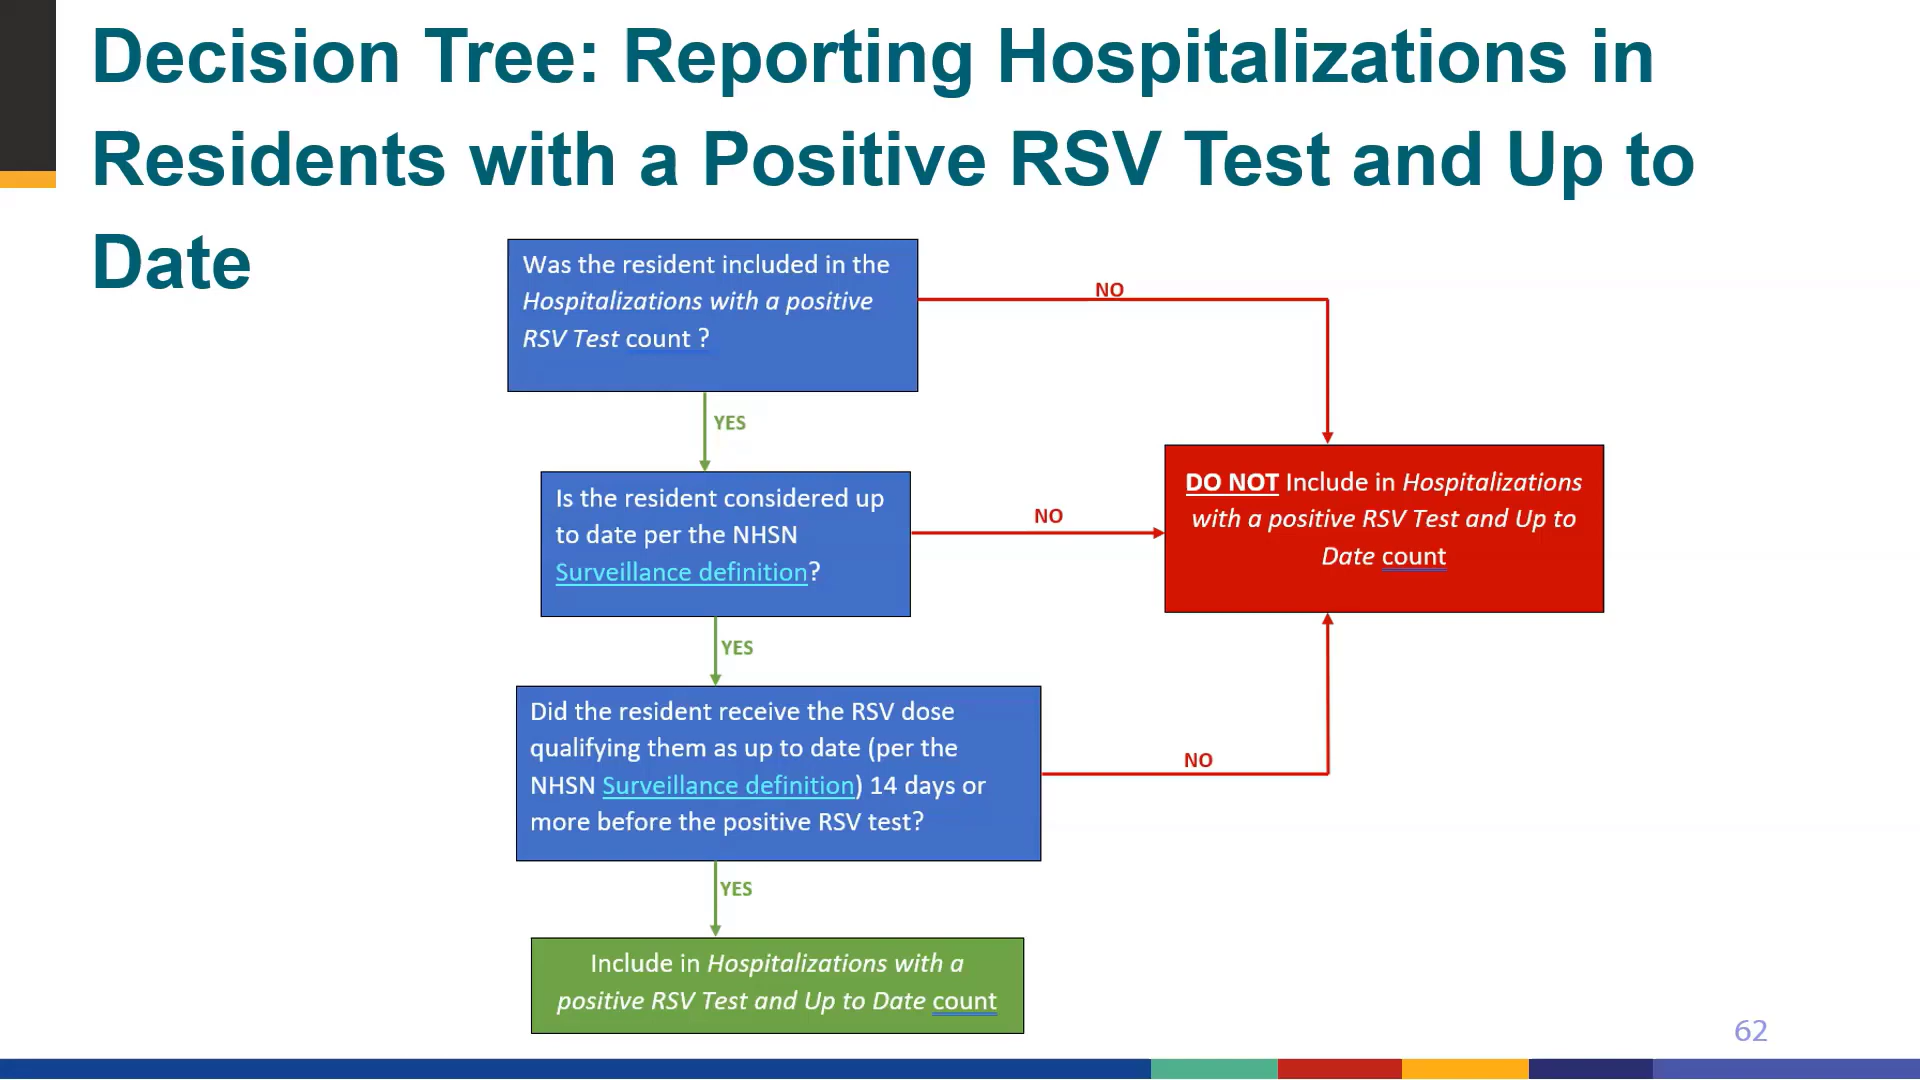 Decision Tree: Reporting Hospitalizations in
Residents with a Positive RSV Test and Up to
Date
Was the resident included in the
Hospitalizations with a positive
RSV Test count ?
NO
YES
Is the resident considered up
to date per the NHSN
Surveillance definition?
NO
DO NOT Include in Hospitalizations
with a positive RSV Test and Up to
Date count
YES
Did the resident receive the RSV dose
qualifying them as up to date (per the
NHSN Surveillance definition) 14 days or
more before the positive RSV test?
NO
YES
Include in Hospitalizations with a
positive RSV Test and Up to Date count
62